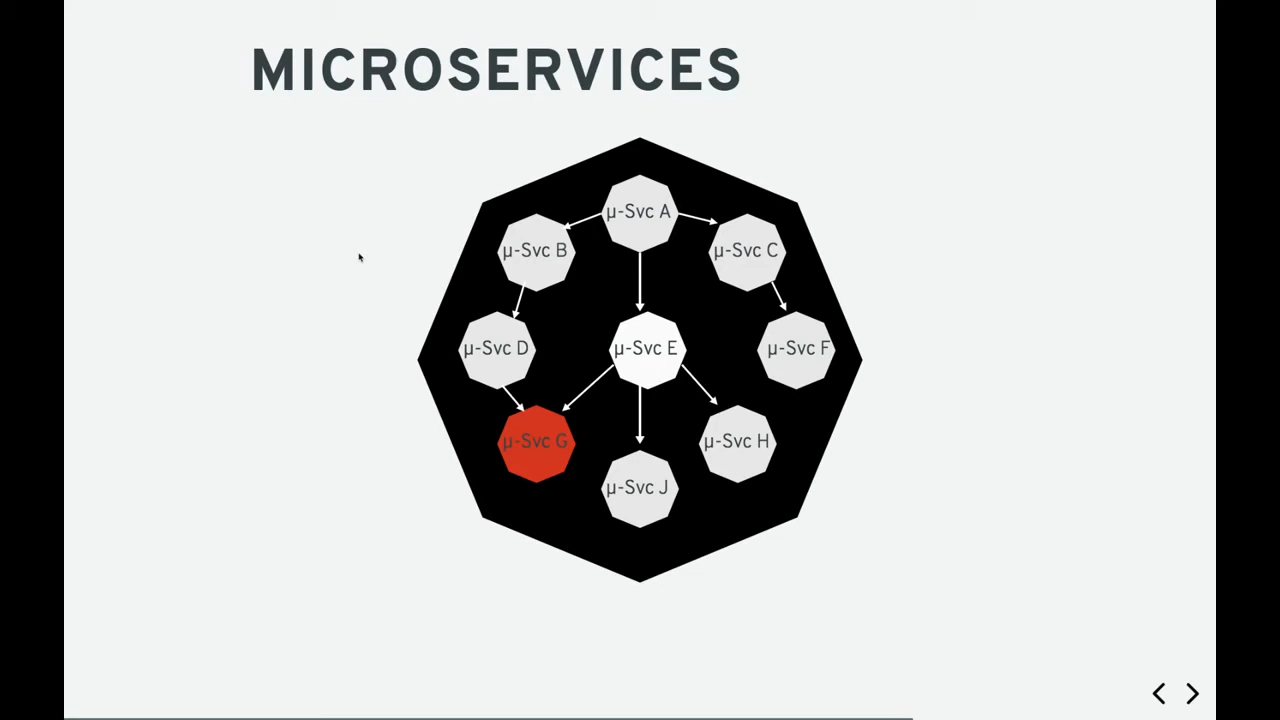 MICROSERVICES
μ-Svc A
μ-Svc B
μ-Svc C
μ-Svc D
μ-Svc E
μ-Svc F
μ-Svc G
μ-Svc H
μ-Svc J